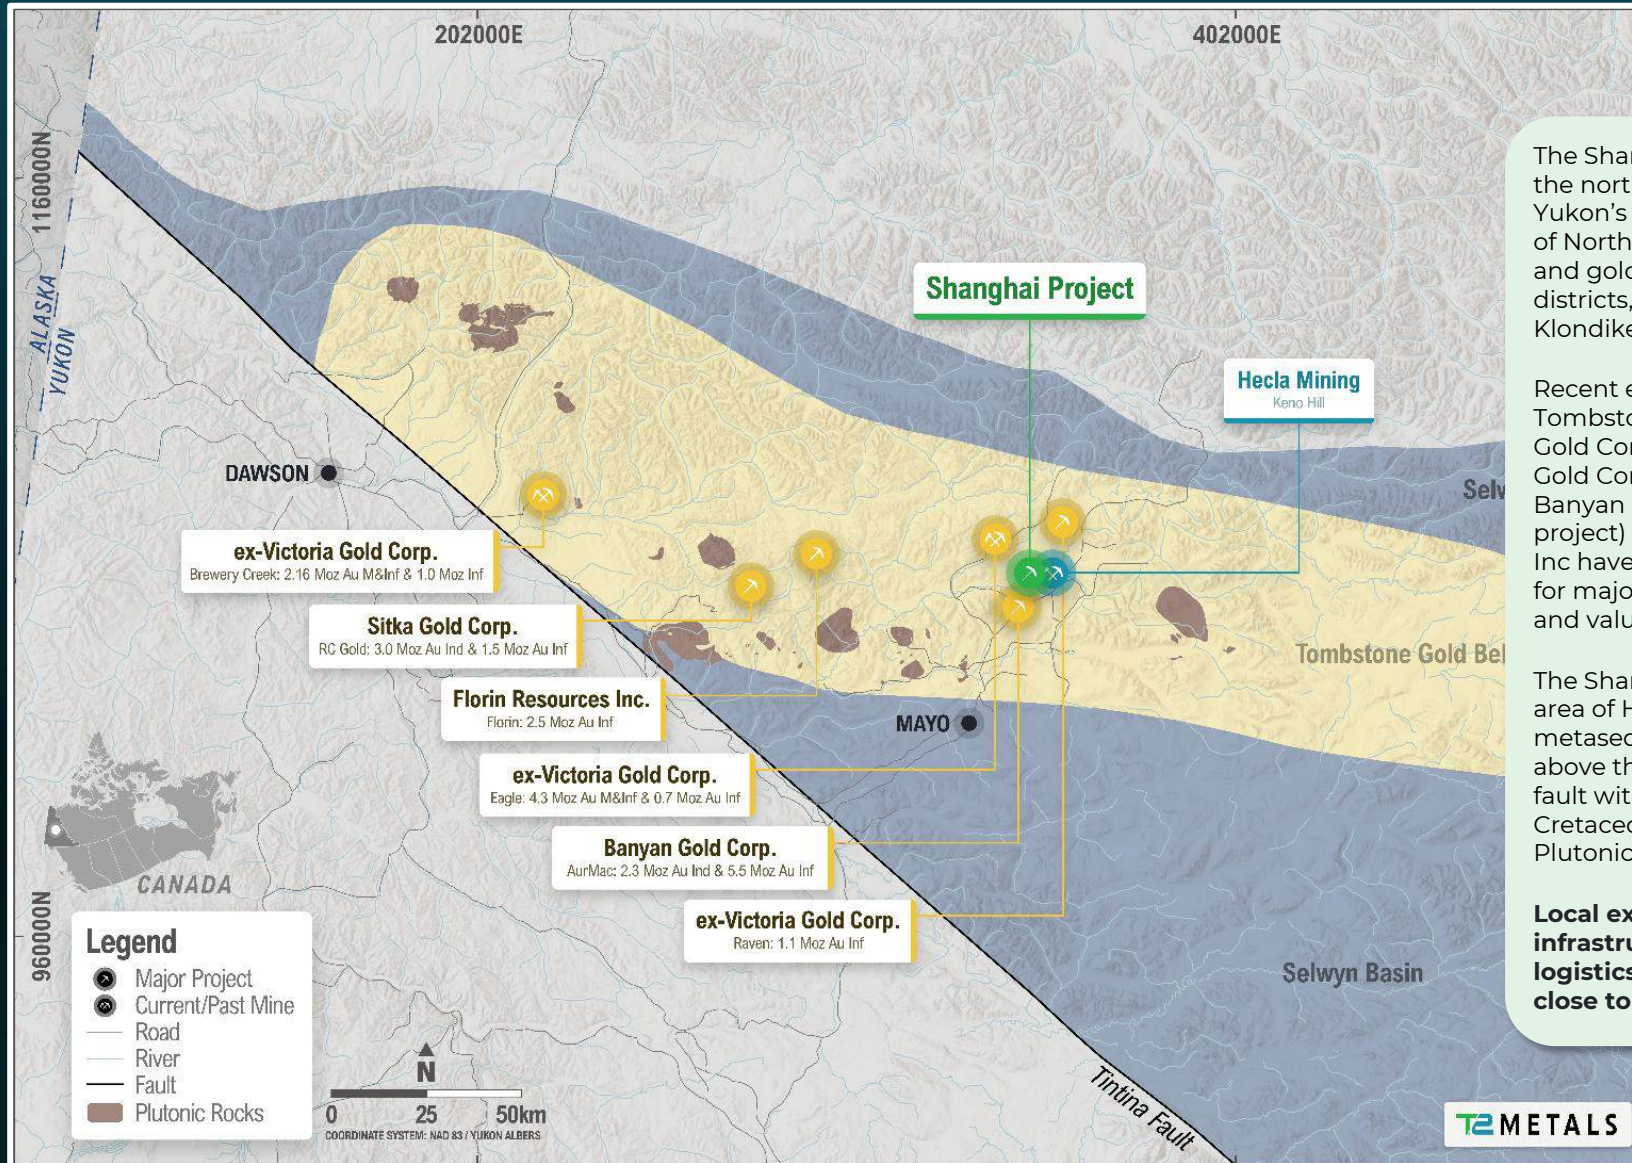 202000E
402000E
1160000N
960000N
ALASKA
YUKON
Shanghai Project
Hecla Mining
Keno Hill
DAWSON
ex-Victoria Gold Corp.
Brewery Creek: 2.16 Moz Au M&Inf & 1.0 Moz Inf
Sitka Gold Corp.
RC Gold: 3.0 Moz Au Ind & 1.5 Moz Au Inf
Florin Resources Inc.
Florin: 2.5 Moz Au Inf
MAYO
ex-Victoria Gold Corp.
Eagle: 4.3 Moz Au M&Inf & 0.7 Moz Au Inf
Banyan Gold Corp.
AurMac: 2.3 Moz Au Ind & 5.5 Moz Au Inf
ex-Victoria Gold Corp.
Raven: 1.1 Moz Au Inf
Selw
Tombstone Gold Bel
Selwyn Basin
Tintina Fault
CANADA
Legend
Major Project
Current/Past Mine
Road
River
Fault
Plutonic Rocks
N
0 25 50km
COORDINATE SYSTEM: NAD 83 / YUKON ALBERS
The Shar
the nort
Yukon's
of North
and gold
districts,
Klondike
Recent e
Tombsto
Gold Cor
Gold Cor
Banyan
project)
Inc have
for majo
and valu
The Shar
area of H
metased
above th
fault wit
Cretaceo
Plutonic
Local ex
infrastru
logistics
close to
T2 METALS